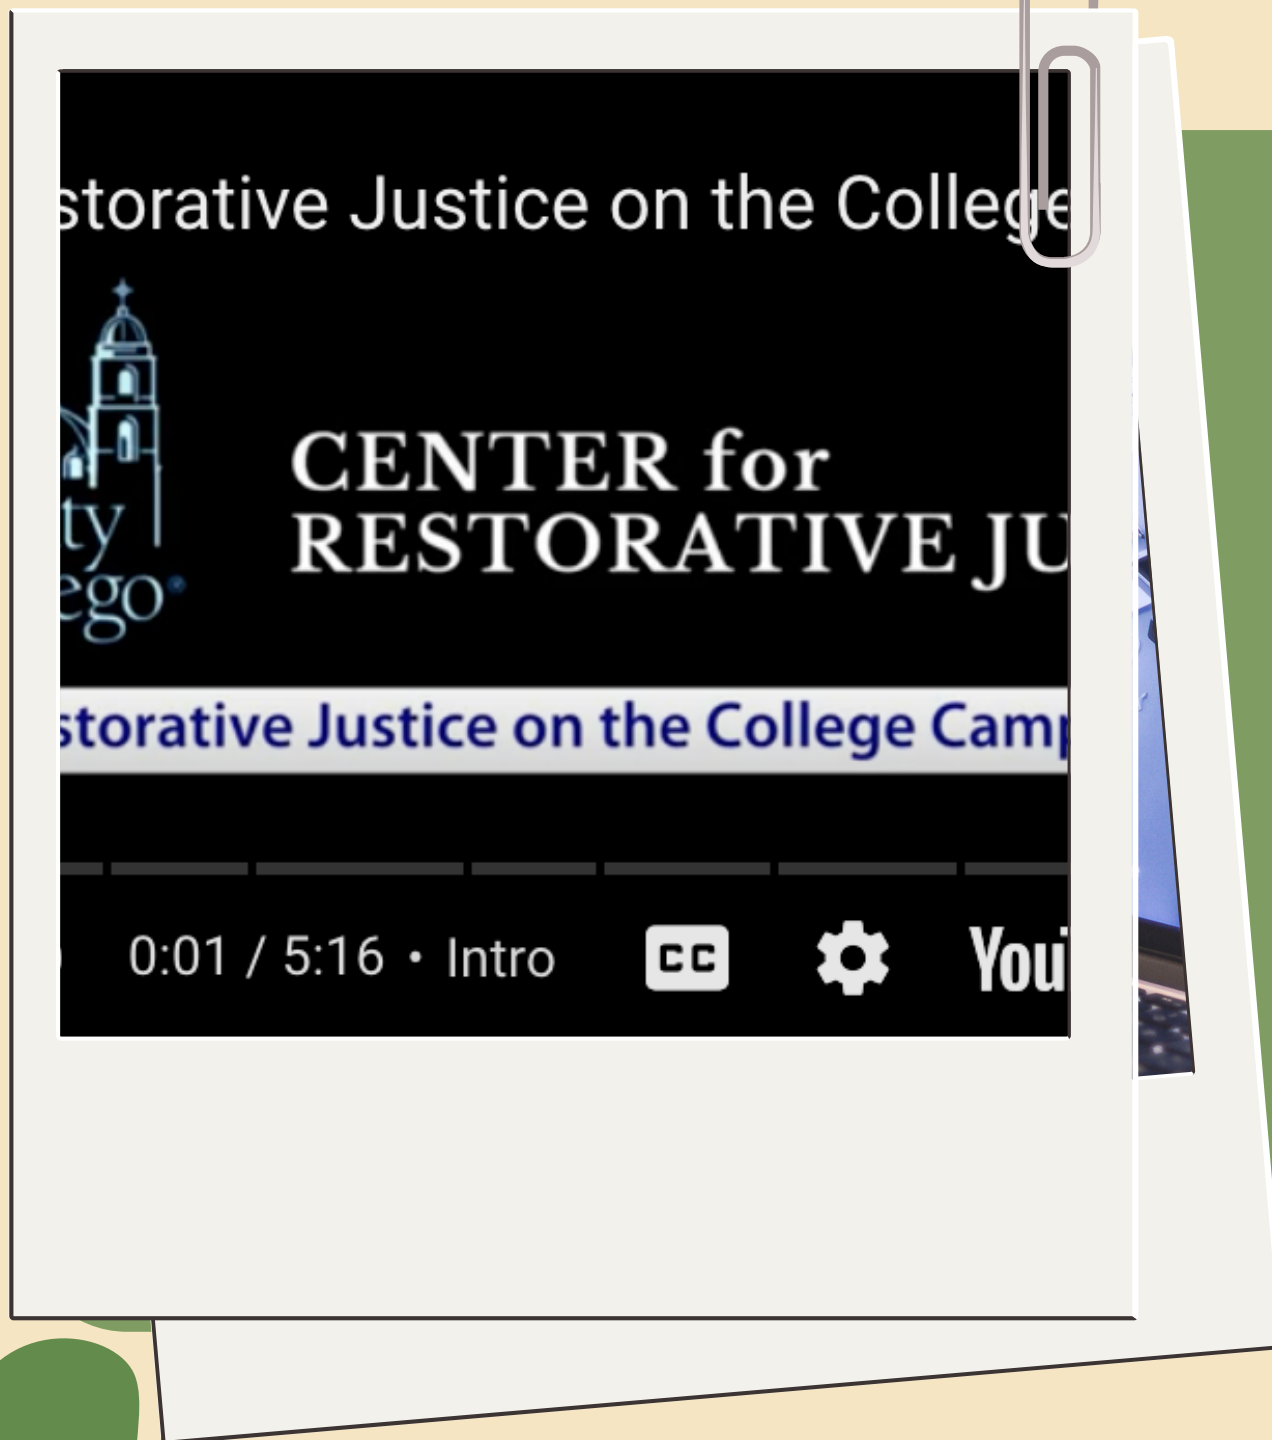 storative Justice on the College
CENTER for
RESTORATIVE JU
ty
ego
storative Justice on the College Camp
0:01 / 5:16 • Intro
CC
You